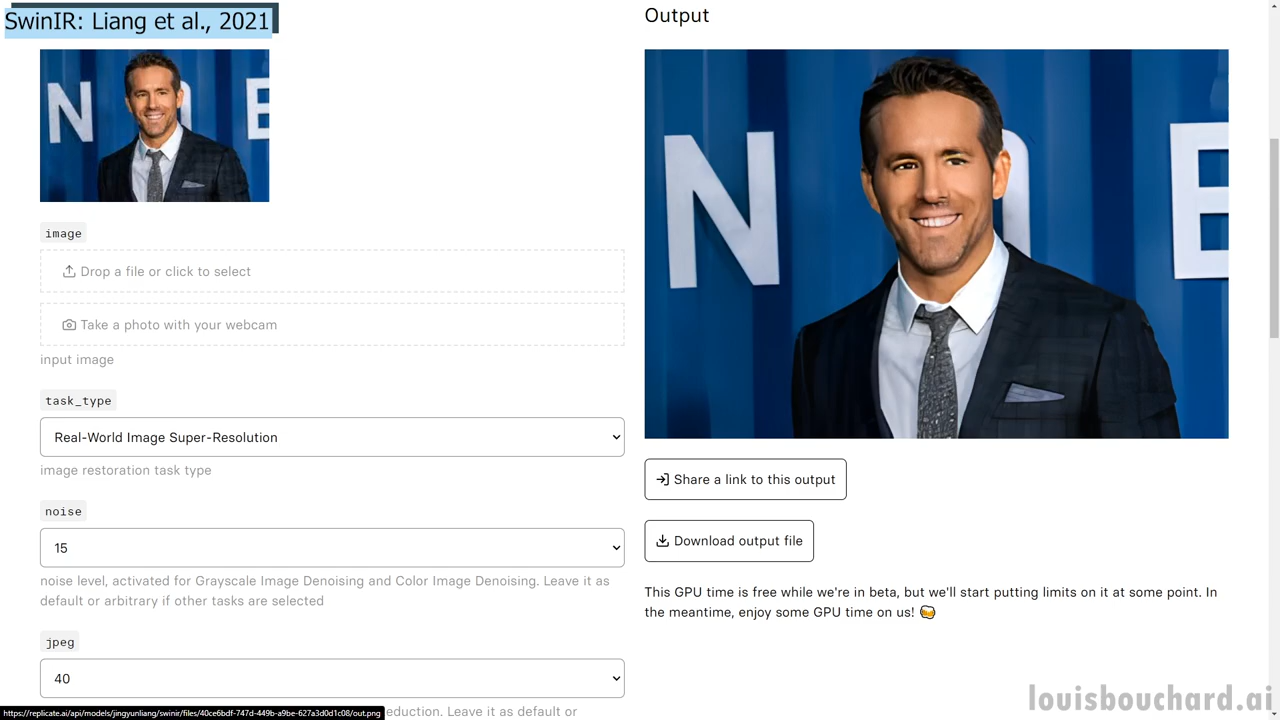 SwinIR: Liang et al., 2021
N E
image
Drop a file or click to select
Take a photo with your webcam
input image
task_type
Real-World Image Super-Resolution
image restoration task type
noise
15
noise level, activated for Grayscale Image Denoising and Color Image Denoising. Leave it as
default or arbitrary if other tasks are selected
jpeg
40
eduction. Leave it as default or
https://replicate.ai/api/models/jingyunliang/swinir/files/40ce6bdf-747d-449b-a9be-627a3d0d1c08/out.png
Output
N E
Share a link to this output
Download output file
This GPU time is free while we're in beta, but we'll start putting limits on it at some point. In
the meantime, enjoy some GPU time on us! 🍻
louisbouchard.ai